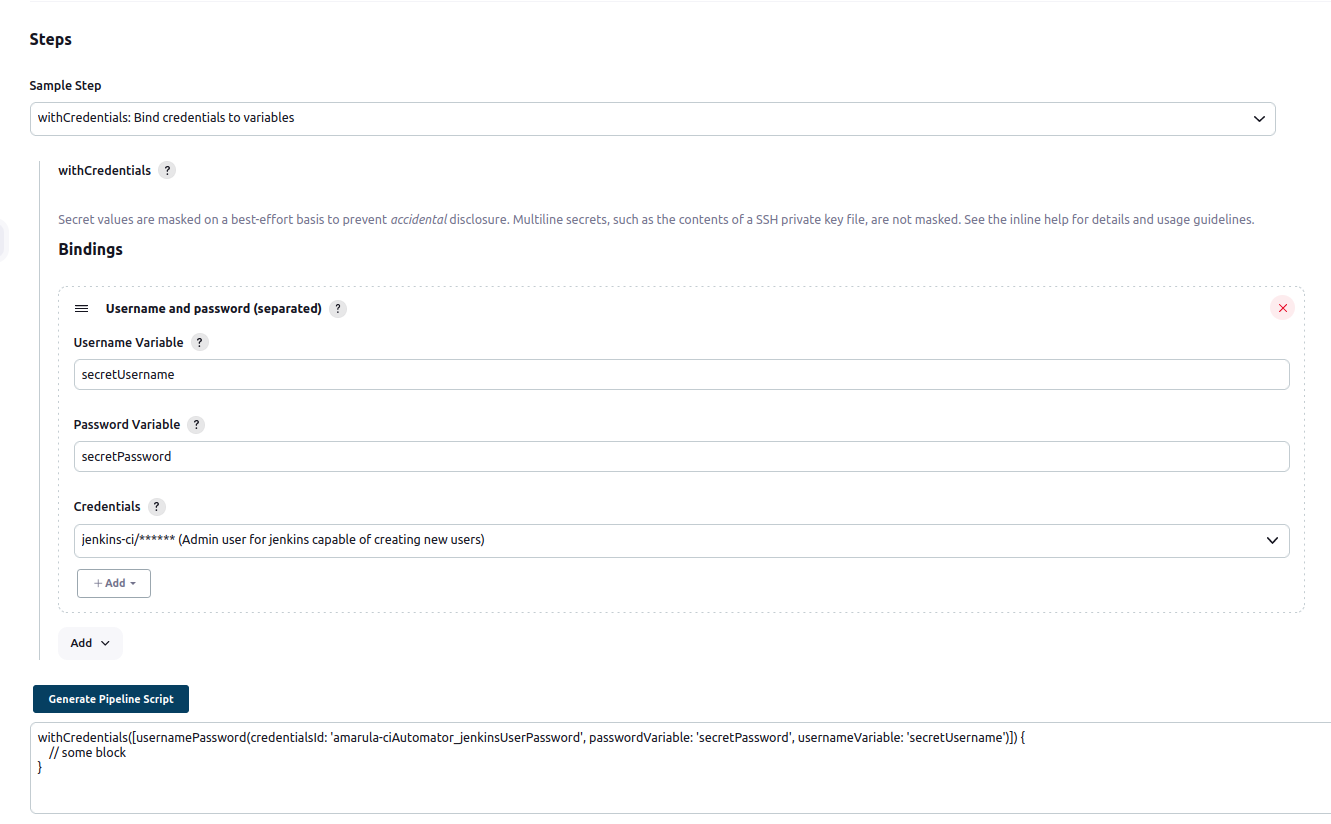 Steps
Sample Step
withCredentials: Bind credentials to variables
withCredentials ?
Secret values are masked on a best-effort basis to prevent accidental disclosure. Multiline secrets, such as the contents of a SSH private key file, are not masked. See the inline help for details and usage guidelines.
Bindings
Username and password (separated) ?
Username Variable ?
secretUsername
Password Variable ?
secretPassword
Credentials ?
jenkins-ci/****** (Admin user for jenkins capable of creating new users)
+ Add
Add
Generate Pipeline Script
withCredentials([usernamePassword(credentialsId: 'amarula-ciAutomator_jenkinsUserPassword', passwordVariable: 'secretPassword', usernameVariable: 'secretUsername')]) {
// some block
}